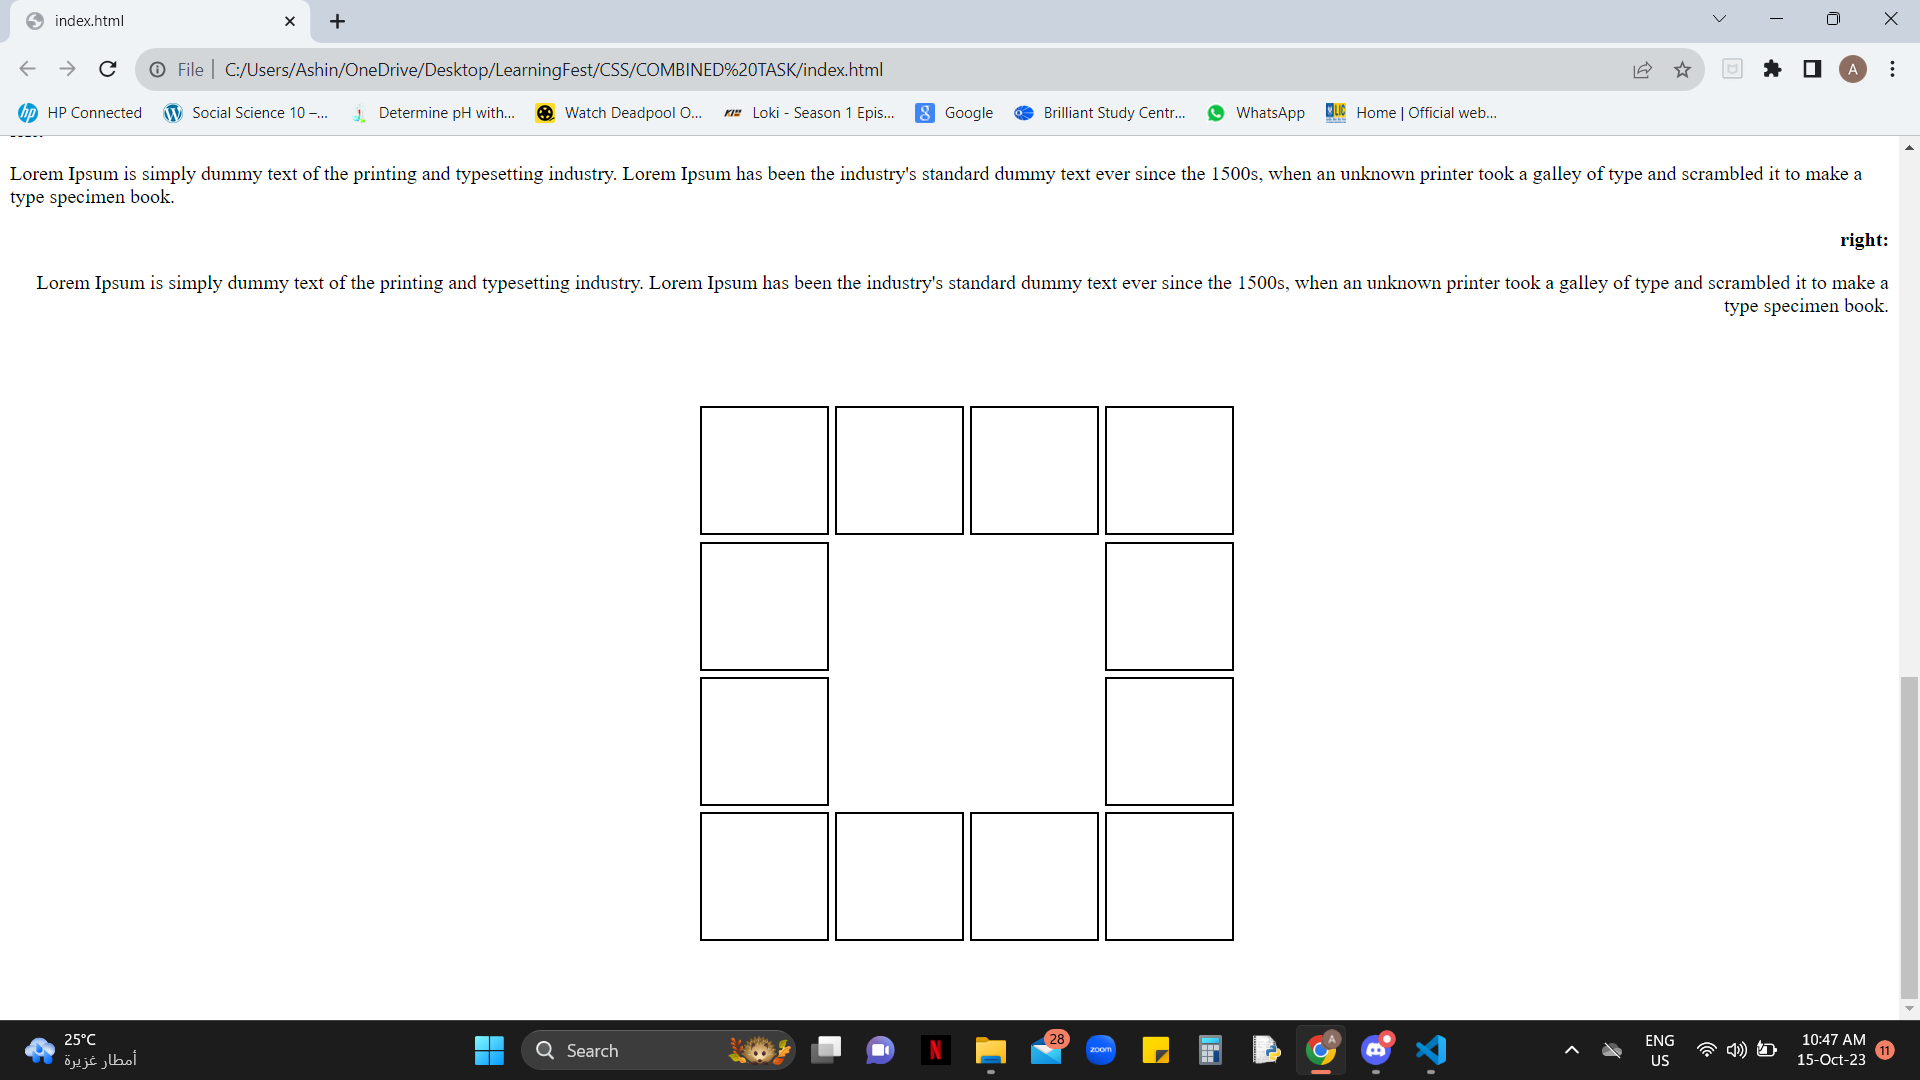 index.html
File
C:/Users/Ashin/OneDrive/Desktop/LearningFest/CSS/COMBINED%20TASK/index.html
A
HP Connected
Social Science 10 –...
Determine pH with...
Watch Deadpool O...
Loki - Season 1 Epis...
Google
Brilliant Study Centr...
WhatsApp
Home | Official web...
Lorem Ipsum is simply dummy text of the printing and typesetting industry. Lorem Ipsum has been the industry's standard dummy text ever since the 1500s, when an unknown printer took a galley of type and scrambled it to make a
type specimen book.
right:
Lorem Ipsum is simply dummy text of the printing and typesetting industry. Lorem Ipsum has been the industry's standard dummy text ever since the 1500s, when an unknown printer took a galley of type and scrambled it to make a
type specimen book.
25°C
أمطار غزيرة
Search
N
28
zoom
A
ENG
US
10:47 AM
15-Oct-23
11